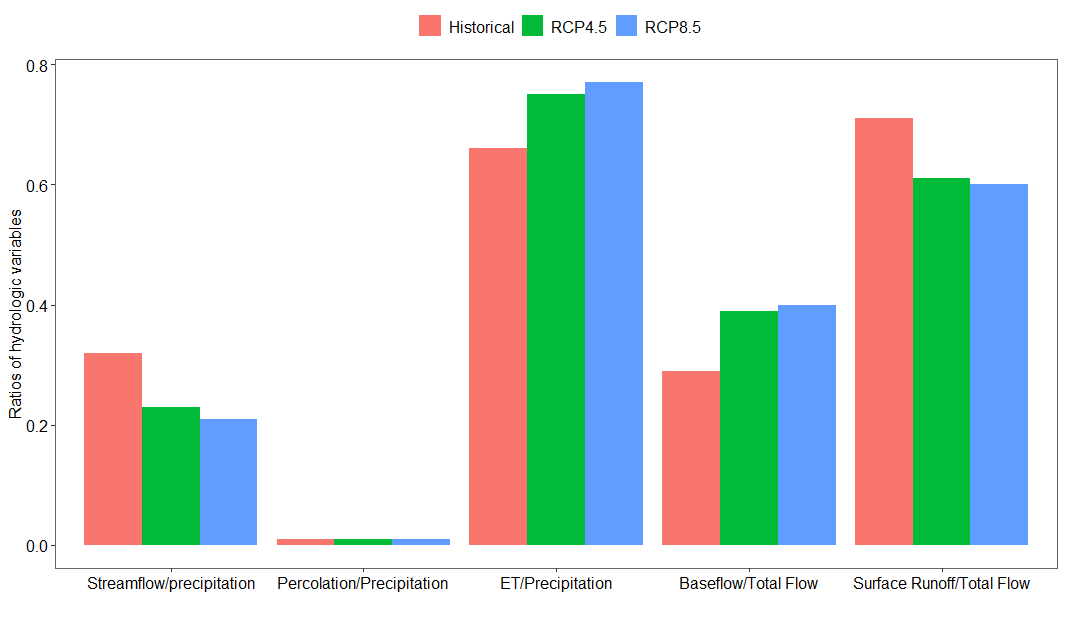 Historical RCP4.5 RCP8.5
0.8
0.6
0.4
0.2
0.0
Ratios of hydrologic variables
Streamflow/precipitation Percolation/Precipitation ET/Precipitation Baseflow/Total Flow Surface Runoff/Total Flow